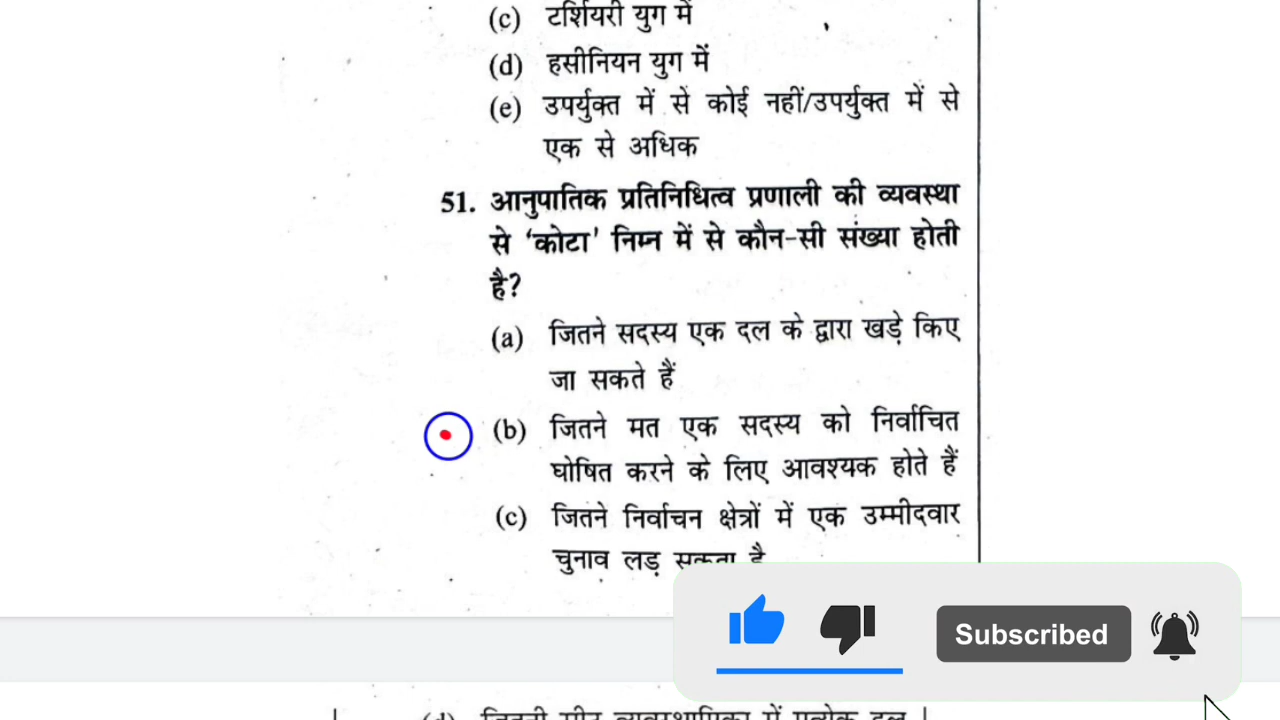 (c) टर्शियरी युग में
(d) हसीनियन युग में
(e) उपर्युक्त में से कोई नहीं/उपर्युक्त में से
एक से अधिक
51. आनुपातिक प्रतिनिधित्व प्रणाली की व्यवस्था
से ‘कोटा’ निम्न में से कौन-सी संख्या होती
है?
(a) जितने सदस्य एक दल के द्वारा खड़े किए
जा सकते हैं
(b) जितने मत एक सदस्य को निर्वाचित
घोषित करने के लिए आवश्यक होते हैं
(c) जितने निर्वाचन क्षेत्रों में एक उम्मीदवार
चुनाव लड़ सकता है
Subscribed